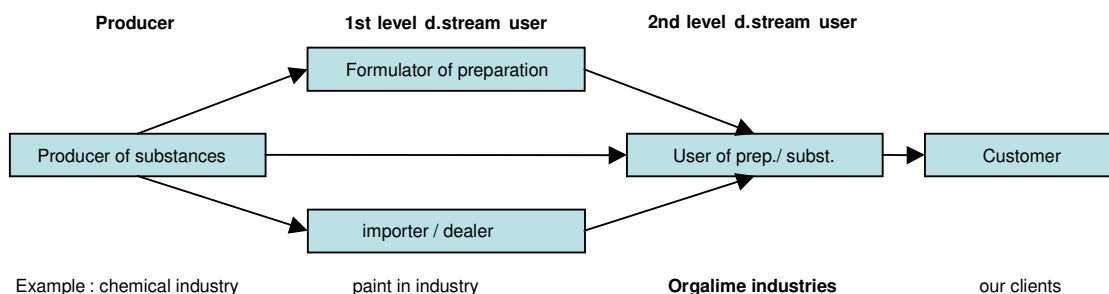 Producer 1st level d.stream user 2nd level d.stream user
Formulator of preparation
Producer of substances User of prep./ subst. Customer
importer / dealer
Example : chemical industry paint in industry Orgalime industries our clients